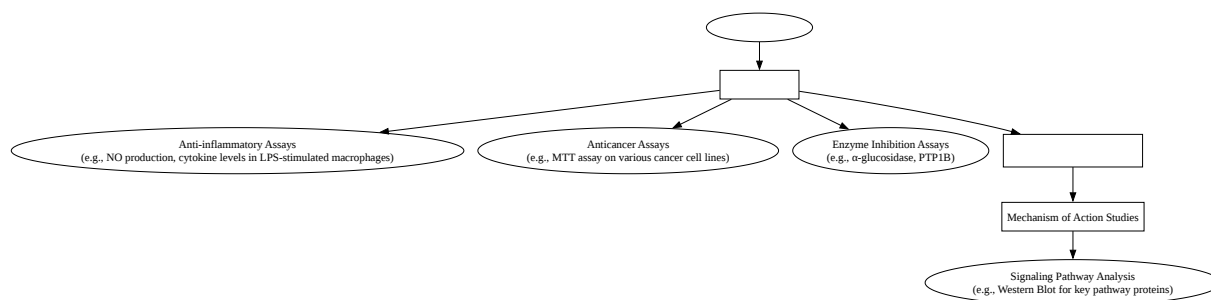 Anti-inflammatory Assays
(e.g., NO production, cytokine levels in LPS-stimulated macrophages)
Anticancer Assays
(e.g., MTT assay on various cancer cell lines)
Enzyme Inhibition Assays
(e.g., α-glucosidase, PTP1B)
Mechanism of Action Studies
Signaling Pathway Analysis
(e.g., Western Blot for key pathway proteins)